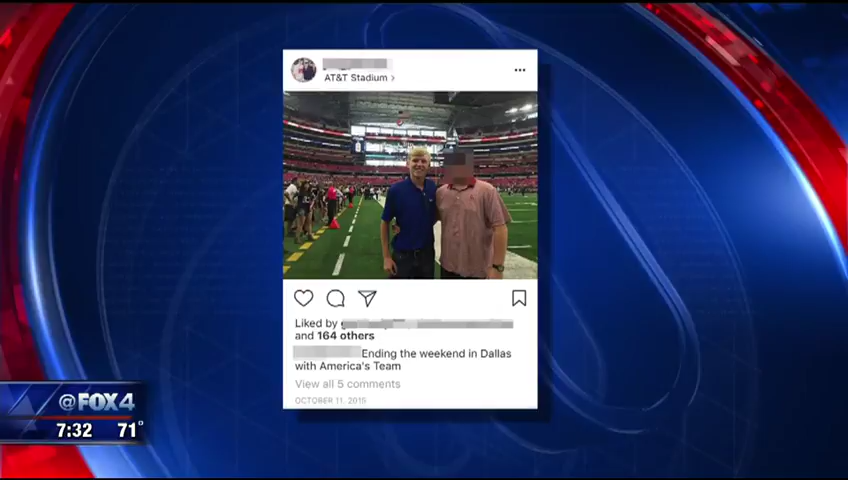 AT&T Stadium >
Liked by
and 164 others
Ending the weekend in Dallas
with America's Team
View all 5 comments
OCTOBER 11, 2015
@FOX4
7:32 71°